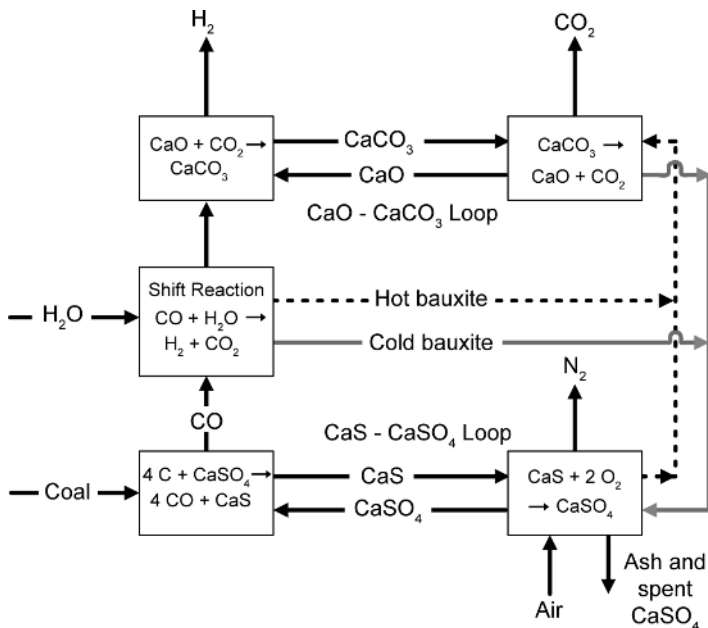 H₂
CO₂
CaO + CO₂ →
CaCO₃
CaCO₃
CaO
CaCO₃ →
CaO + CO₂
CaO - CaCO₃ Loop
H₂O
Shift Reaction
CO + H₂O →
H₂ + CO₂
Hot bauxite
Cold bauxite
N₂
CO
CaS - CaSO₄ Loop
Coal
4 C + CaSO₄ →
4 CO + CaS
CaS
CaSO₄
CaS + 2 O₂
→ CaSO₄
Air
Ash and
spent
CaSO₄